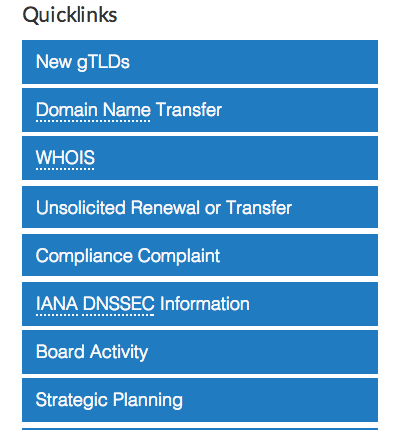 Quicklinks
New gTLDs
Domain Name Transfer
WHOIS
Unsolicited Renewal or Transfer
Compliance Complaint
IANA DNSSEC Information
Board Activity
Strategic Planning